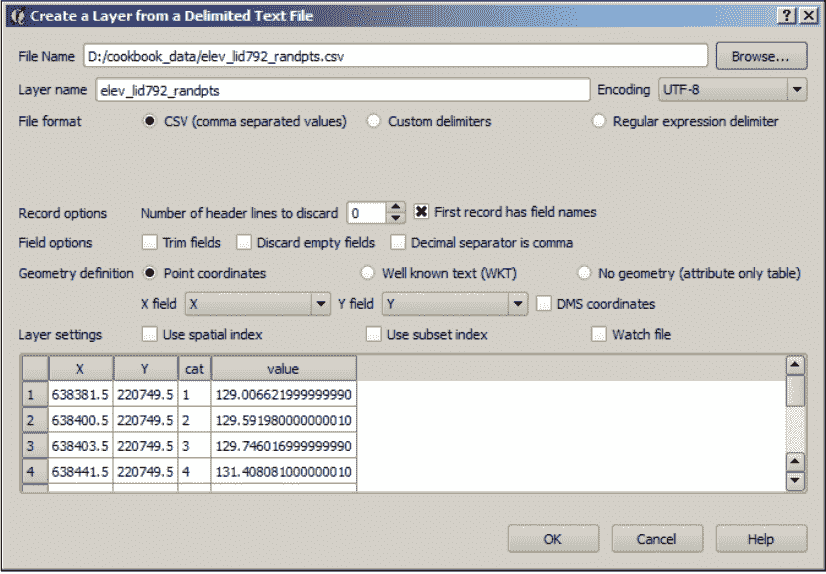 Create a Layer from a Delimited Text File
File Name D:/cookbook_data/elev_lid792_randpts.csv Browse...
Layer name elev_lid792_randpts Encoding UTF-8
File format CSV (comma separated values) Custom delimiters Regular expression delimiter
Record options Number of header lines to discard 0 First record has field names
Field options Trim fields Discard empty fields Decimal separator is comma
Geometry definition Point coordinates Well known text (WKT) No geometry (attribute only table)
X field X Y field Y DMS coordinates
Layer settings Use spatial index Use subset index Watch file
X Y cat value
1 638381.5 220749.5 1 129.006621999999990
2 638400.5 220749.5 2 129.591980000000010
3 638403.5 220749.5 3 129.746016999999990
4 638441.5 220749.5 4 131.408081000000010
OK Cancel Help